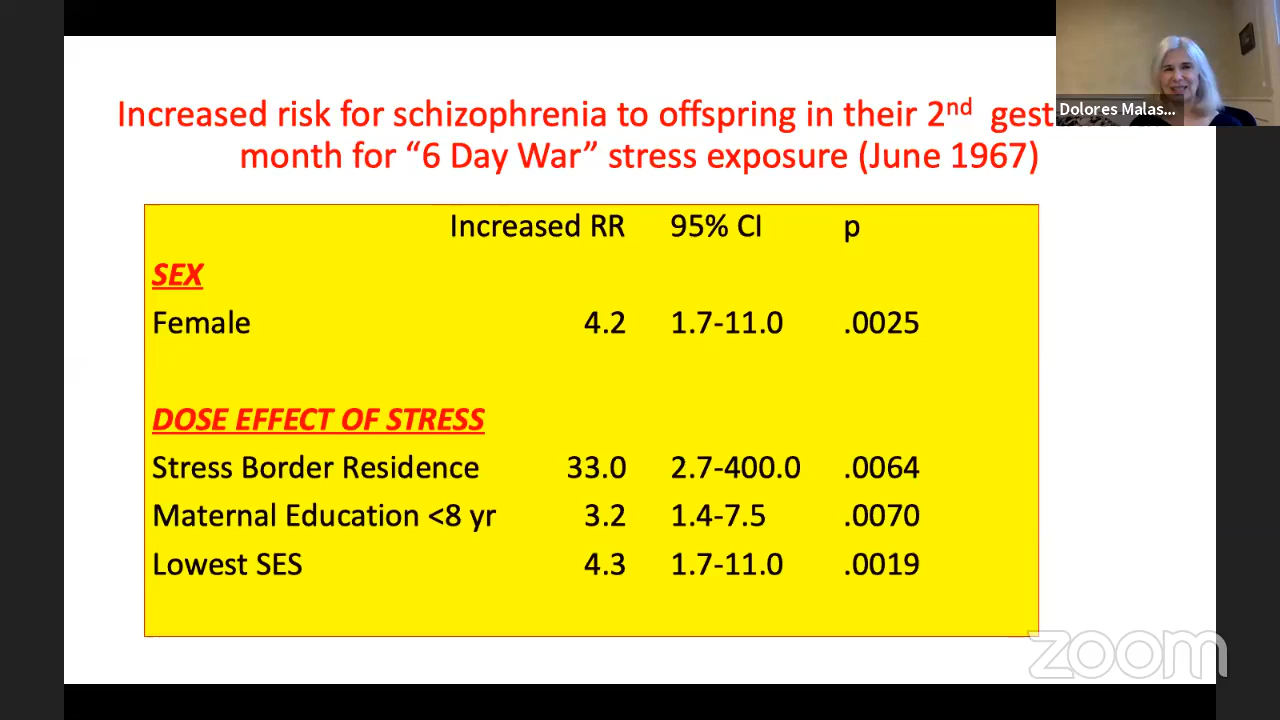 Increased risk for schizophrenia to offspring in their 2nd gest
month for “6 Day War” stress exposure (June 1967)
Dolores Malas...
Increased RR 95% CI p
SEX
Female 4.2 1.7-11.0 .0025
DOSE EFFECT OF STRESS
Stress Border Residence 33.0 2.7-400.0 .0064
Maternal Education <8 yr 3.2 1.4-7.5 .0070
Lowest SES 4.3 1.7-11.0 .0019
zoom